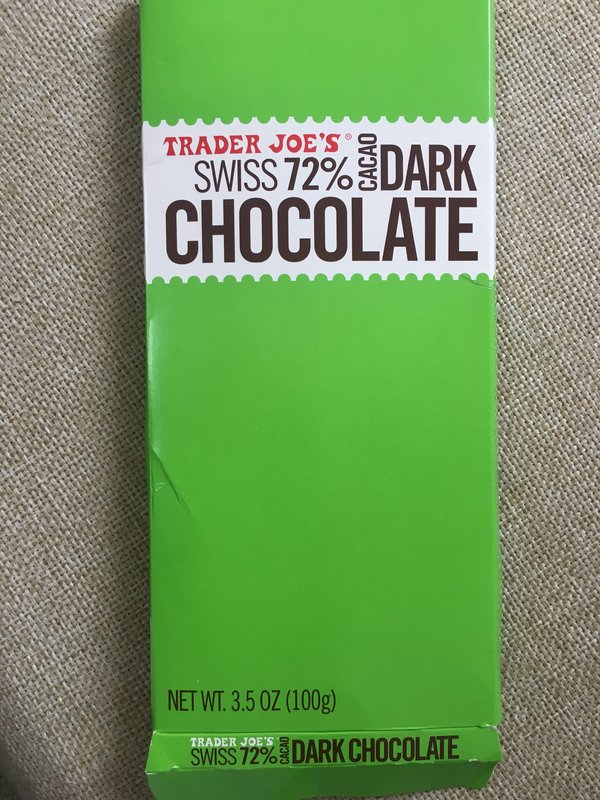 TRADER JOE'S®
SWISS 72% CACAO DARK
CHOCOLATE
NET WT. 3.5 OZ (100g)
TRADER JOE'S®
SWISS 72% CACAO DARK CHOCOLATE